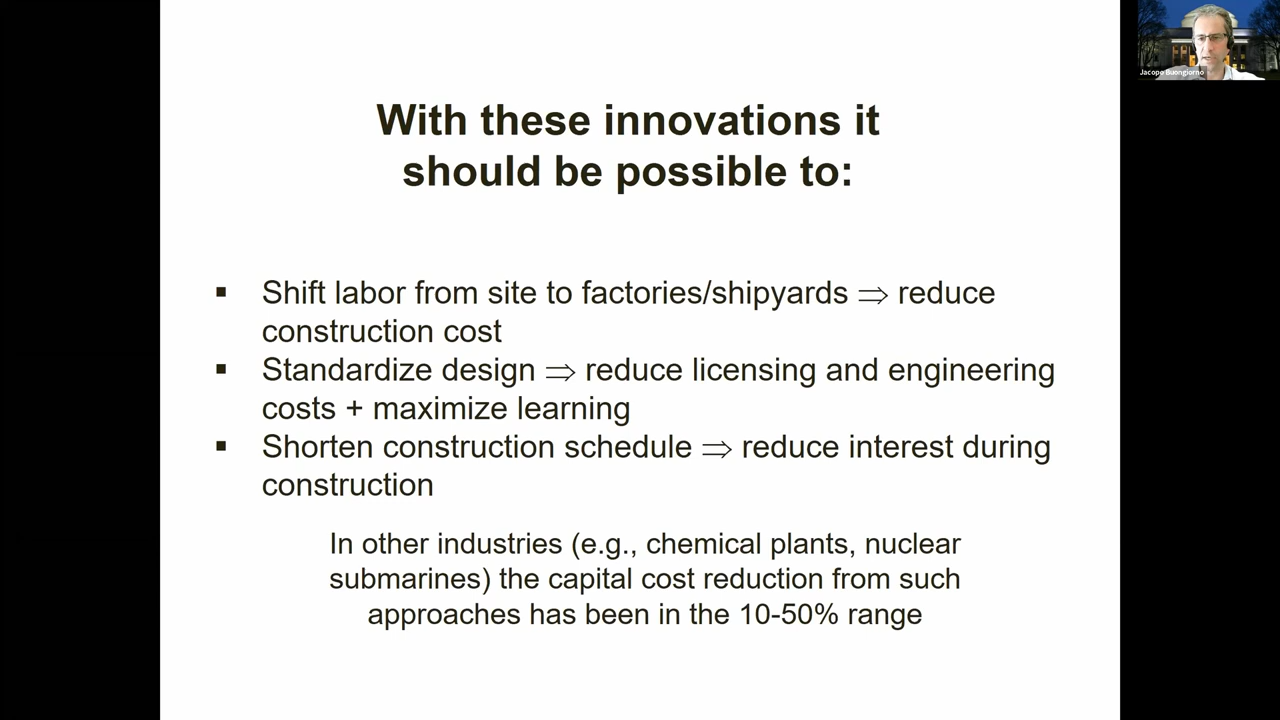 With these innovations it
should be possible to:
▪ Shift labor from site to factories/shipyards ⇒ reduce
construction cost
▪ Standardize design ⇒ reduce licensing and engineering
costs + maximize learning
▪ Shorten construction schedule ⇒ reduce interest during
construction
In other industries (e.g., chemical plants, nuclear
submarines) the capital cost reduction from such
approaches has been in the 10-50% range
Jacopo Buongiorno